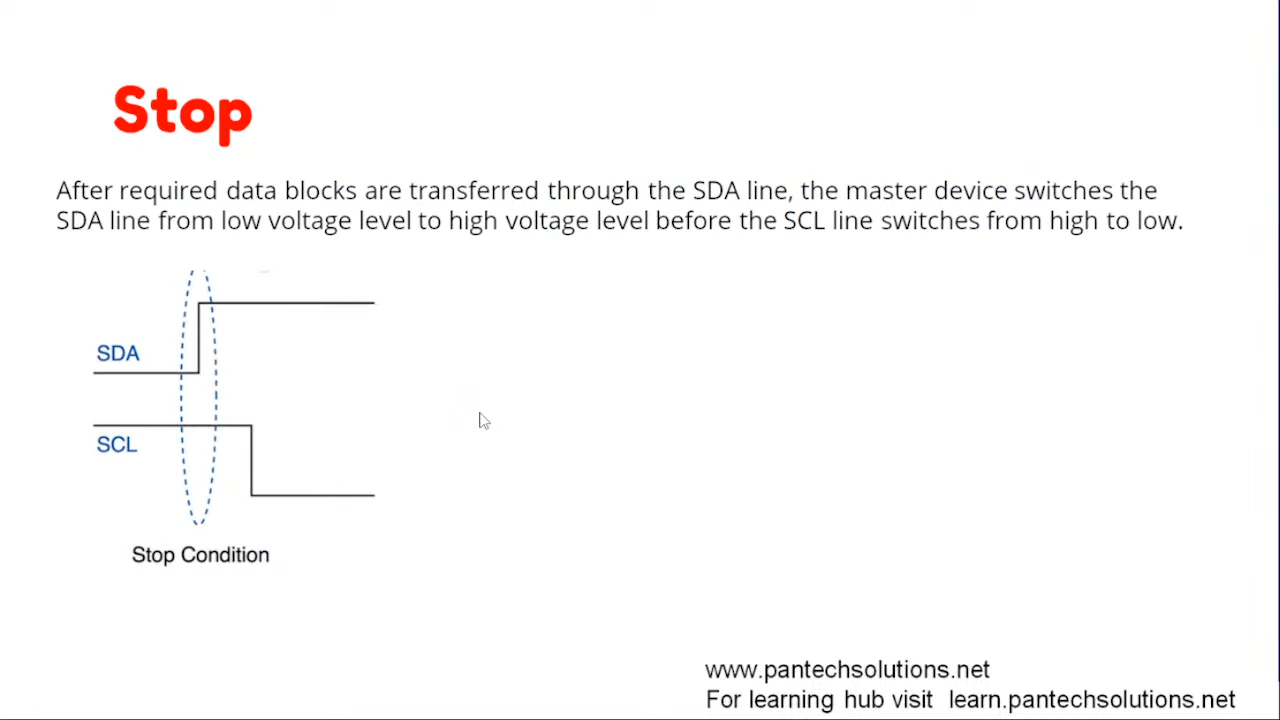 Stop
After required data blocks are transferred through the SDA line, the master device switches the
SDA line from low voltage level to high voltage level before the SCL line switches from high to low.
SDA
SCL
Stop Condition
www.pantechsolutions.net
For learning hub visit learn.pantechsolutions.net